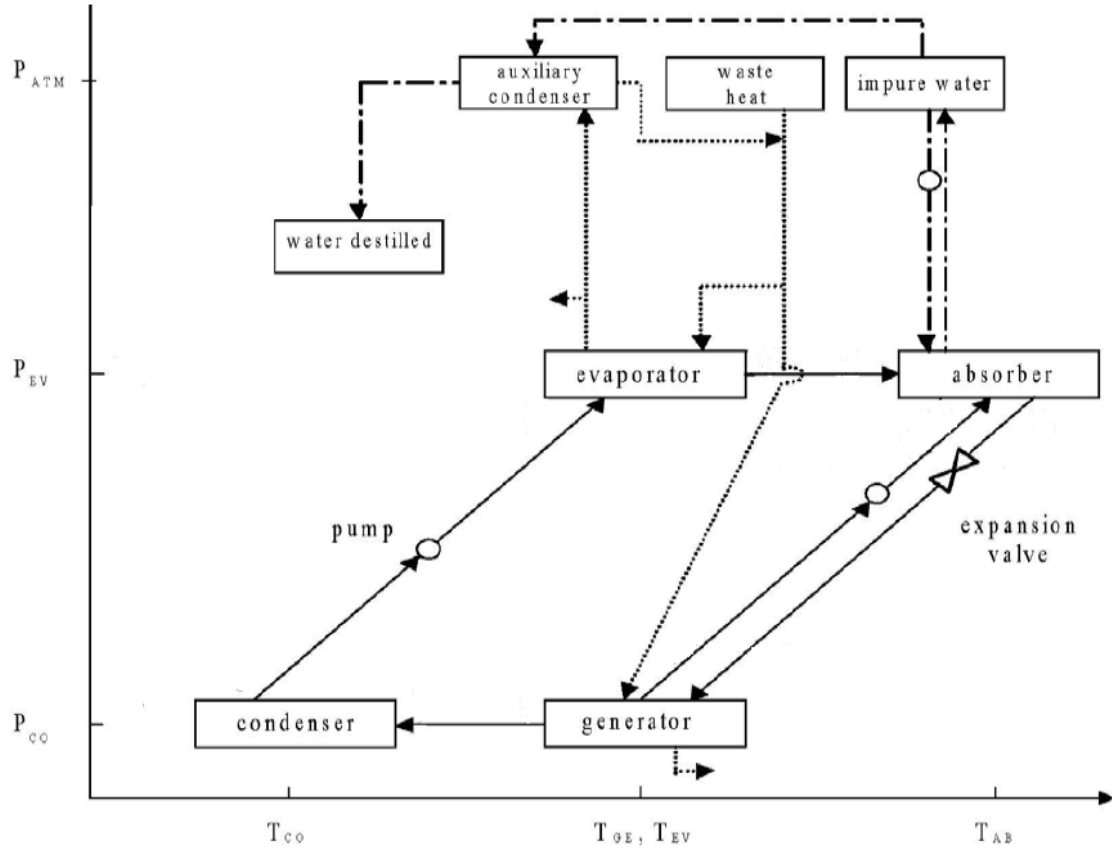 P ATM
auxiliary
condenser
waste
heat
impure water
water destilled
P EV
evaporator
absorber
pump
expansion
valve
P CO
condenser
generator
T CO
T GE, T EV
T AB